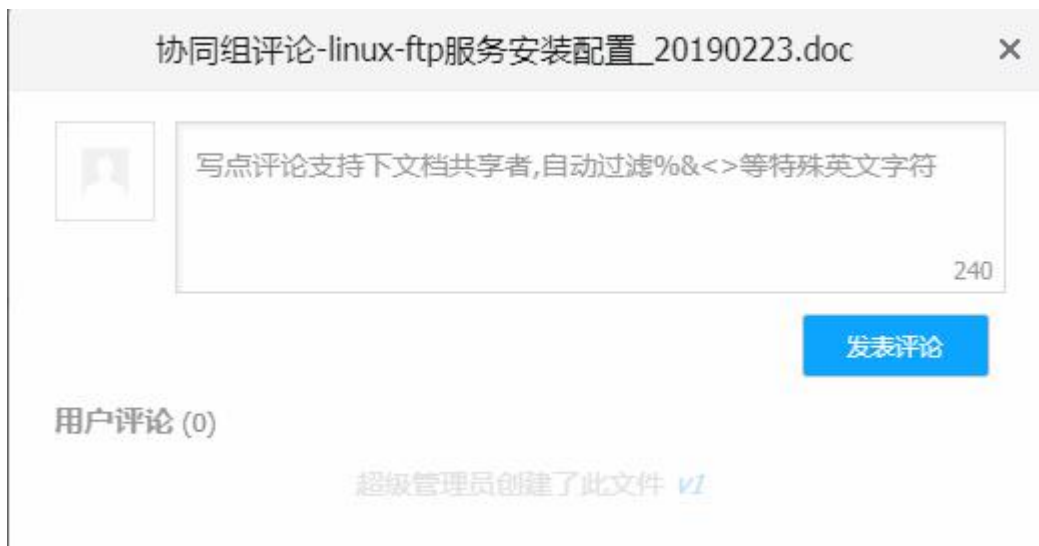 协同组评论-linux-ftp服务安装配置_20190223.doc
写点评论支持下文档共享者,自动过滤%&<>等特殊英文字符
240
发表评论
用户评论 (0)
超级管理员创建了此文件 v1